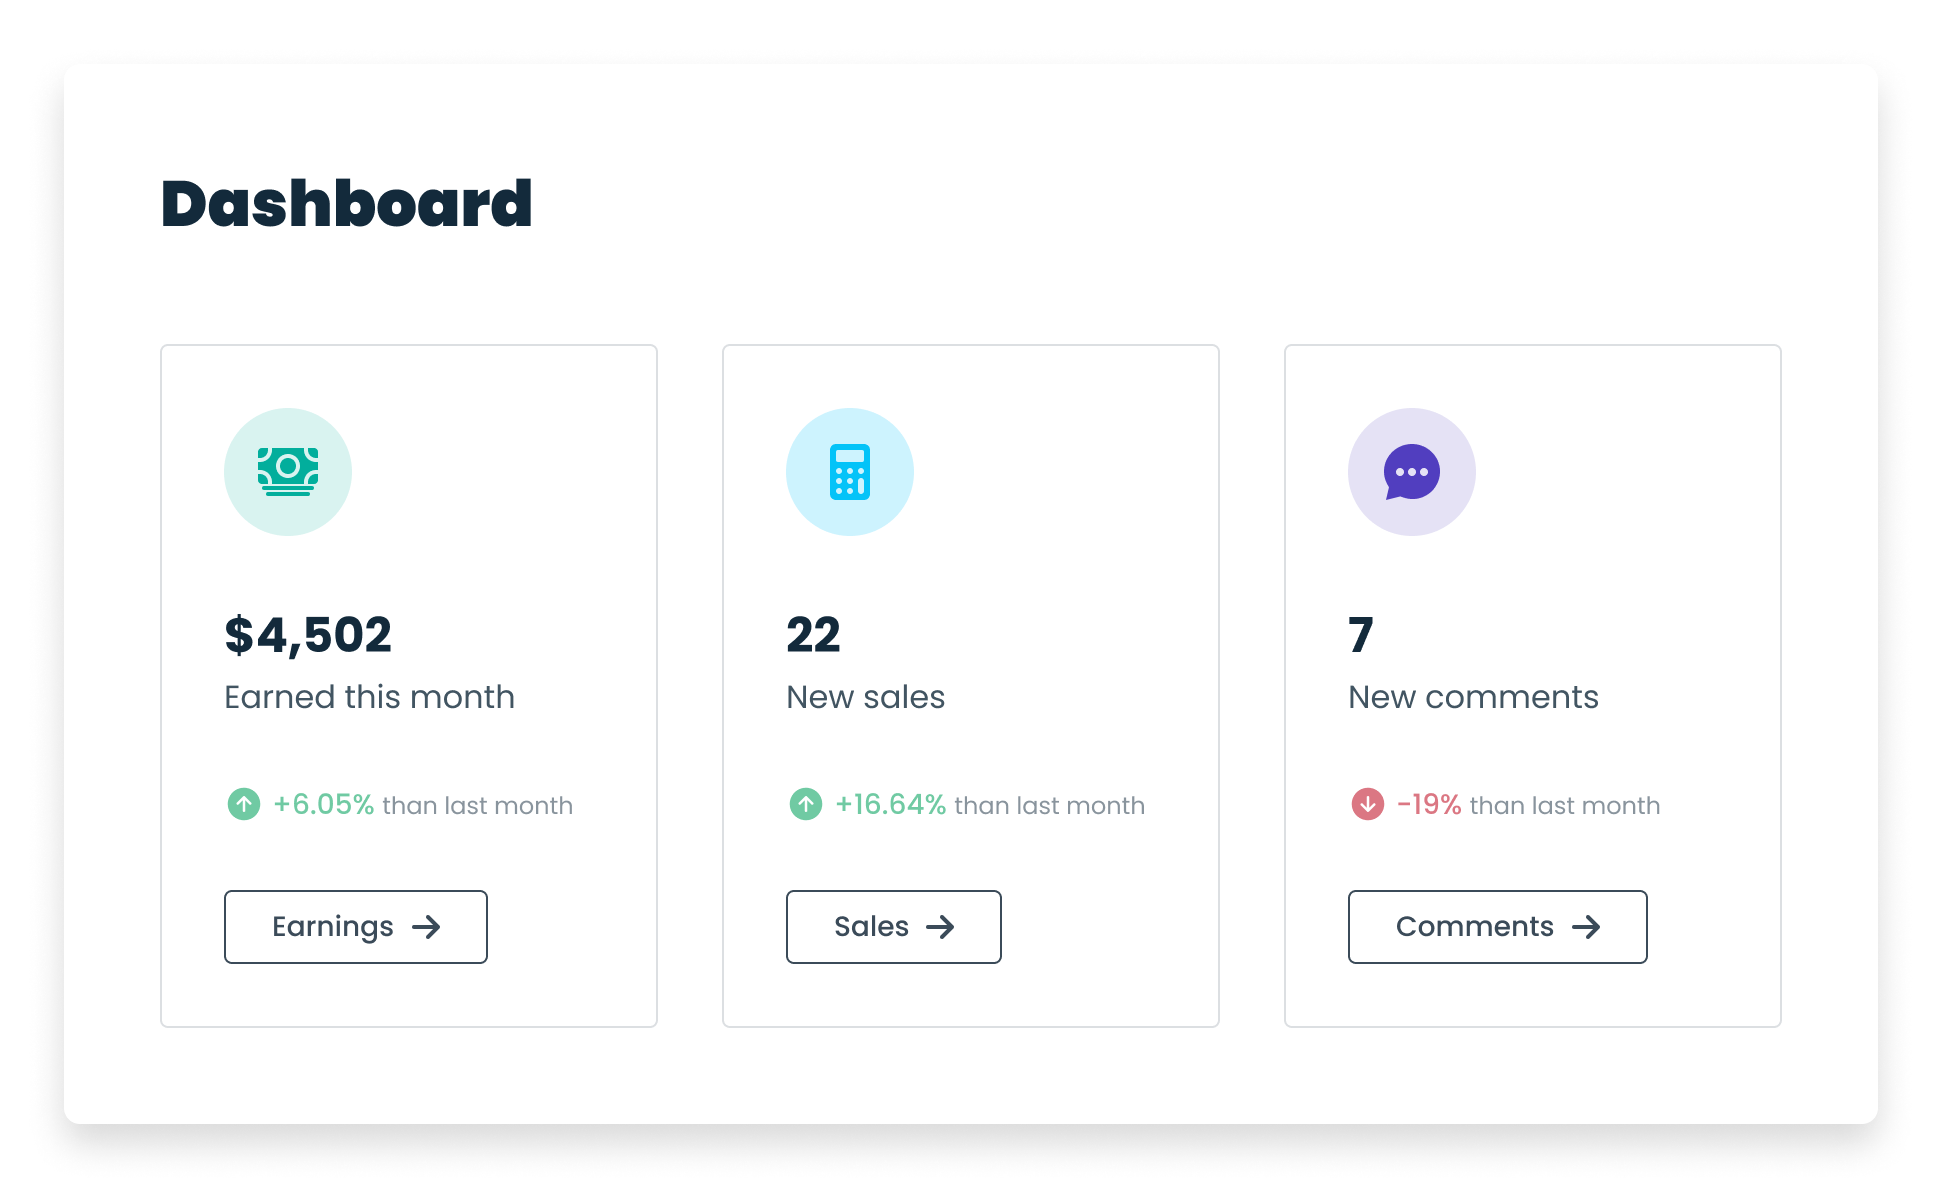 Dashboard
$4,502
Earned this month
+6.05% than last month
Earnings
22
New sales
+16.64% than last month
Sales
7
New comments
-19% than last month
Comments